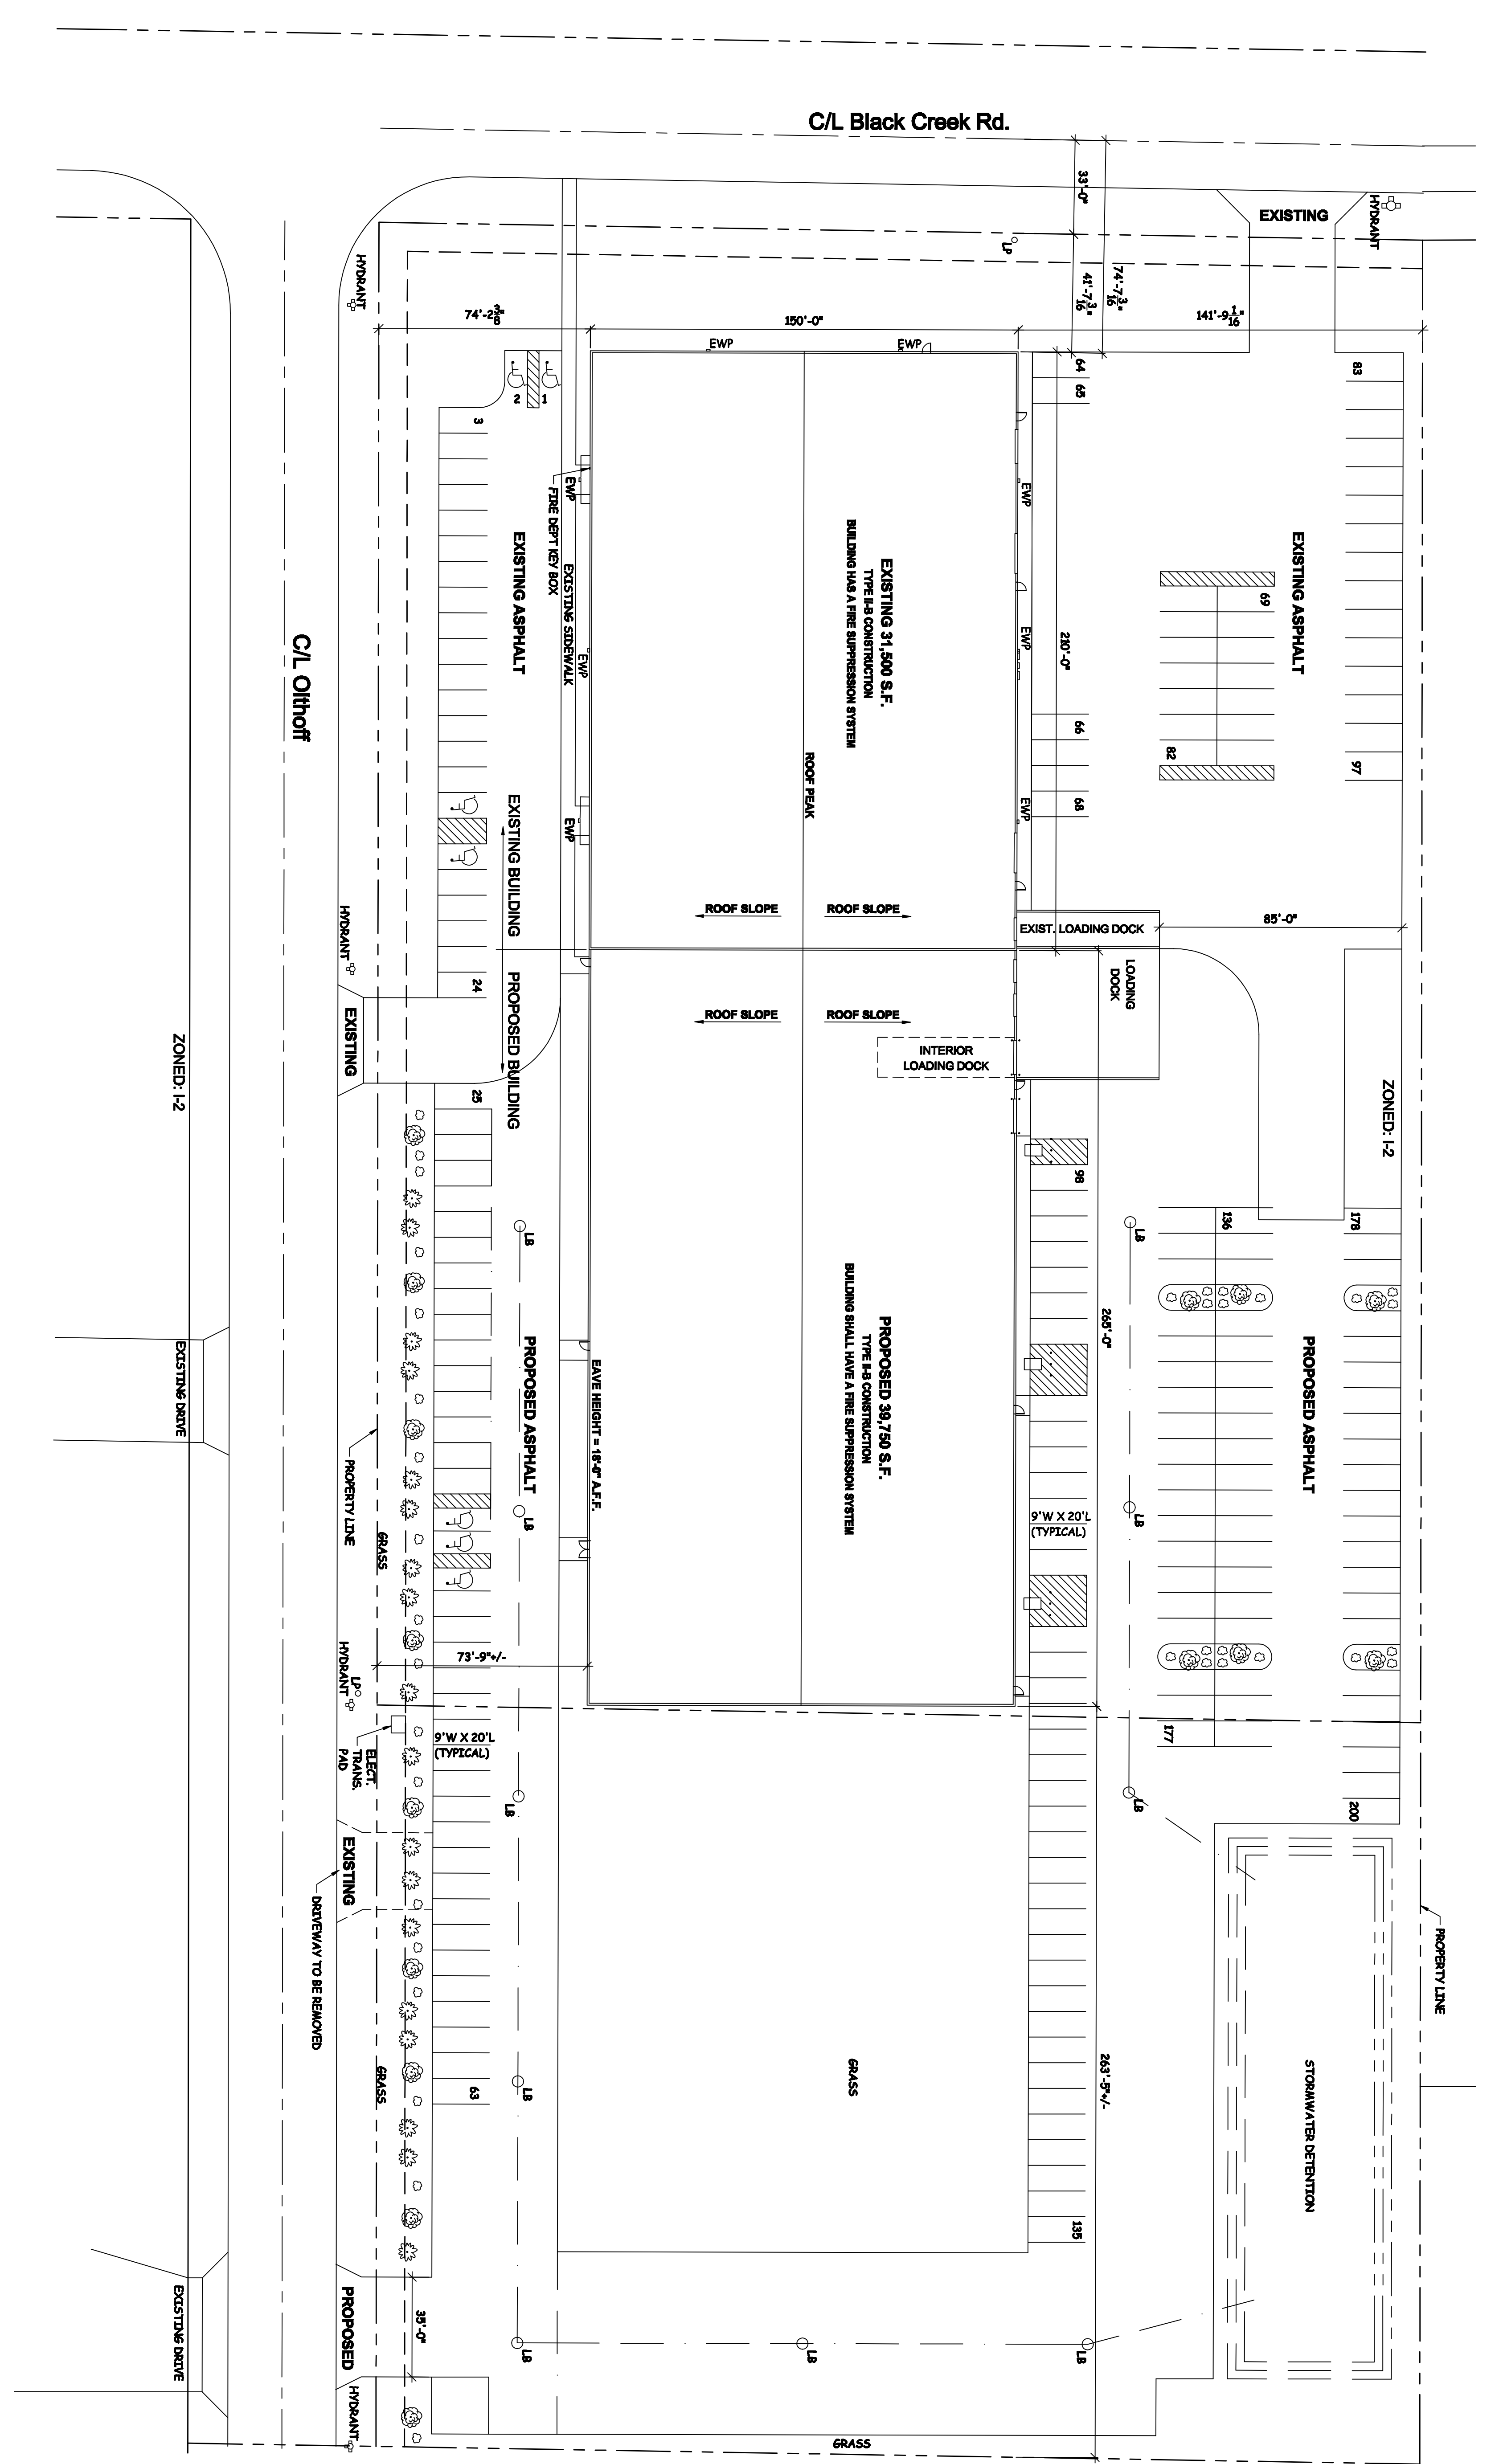 C/L Black Creek Rd.
33'-0"
41'-7 3/16"
74'-7 3/16"
EXISTING
HYDRANT
LP
HYDRANT
74'-2 3/8"
150'-0"
141'-9 1/16"
EWP
EWP
2
1
3
64
65
83
EWP
FIRE DEPT KEY BOX
EWP
EXISTING ASPHALT
EXISTING SIDEWALK
EWP
EXISTING 31,500 S.F.
TYPE II-B CONSTRUCTION
BUILDING HAS A FIRE SUPPRESSION SYSTEM
EWP
210'-0"
69
EXISTING ASPHALT
C/L Olthoff
66
82
97
ROOF PEAK
68
EWP
EWP
EXISTING BUILDING
HYDRANT
ROOF SLOPE
ROOF SLOPE
EXIST. LOADING DOCK
85'-0"
24
PROPOSED BUILDING
LOADING
DOCK
EXISTING
ROOF SLOPE
ROOF SLOPE
INTERIOR
LOADING DOCK
ZONED: I-2
ZONED: I-2
25
98
136
178
LB
LB
EXISTING DRIVE
PROPERTY LINE
GRASS
PROPOSED ASPHALT
EAVE HEIGHT = 18'-0" A.F.F.
PROPOSED 39,750 S.F.
TYPE II-B CONSTRUCTION
BUILDING SHALL HAVE A FIRE SUPPRESSION SYSTEM
265'-0"
PROPOSED ASPHALT
LB
9'W X 20'L
(TYPICAL)
LB
73'-9"+/-
HYDRANT
LP
ELECT.
TRANS.
PAD
9'W X 20'L
(TYPICAL)
177
200
LB
LB
EXISTING
DRIVEWAY TO BE REMOVED
PROPERTY LINE
GRASS
63
LB
GRASS
263'-5"+/-
STORMWATER DETENTION
135
EXISTING DRIVE
PROPOSED
35'-0"
LB
LB
LB
HYDRANT
GRASS